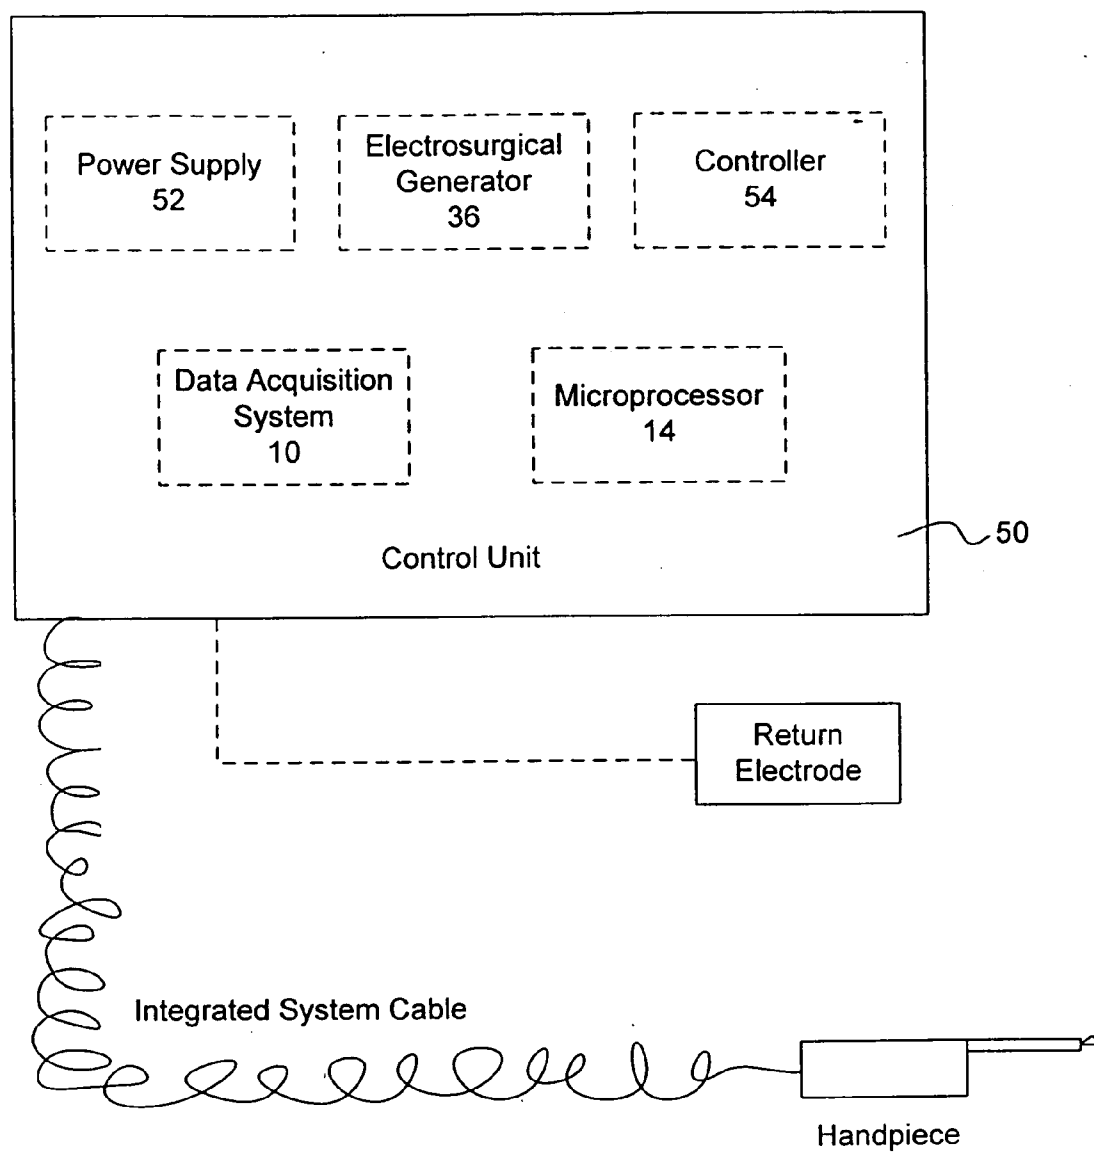 Power Supply
52
Electrosurgical
Generator
36
Controller
54
Data Acquisition
System
10
Microprocessor
14
Control Unit
50
Return
Electrode
Integrated System Cable
Handpiece